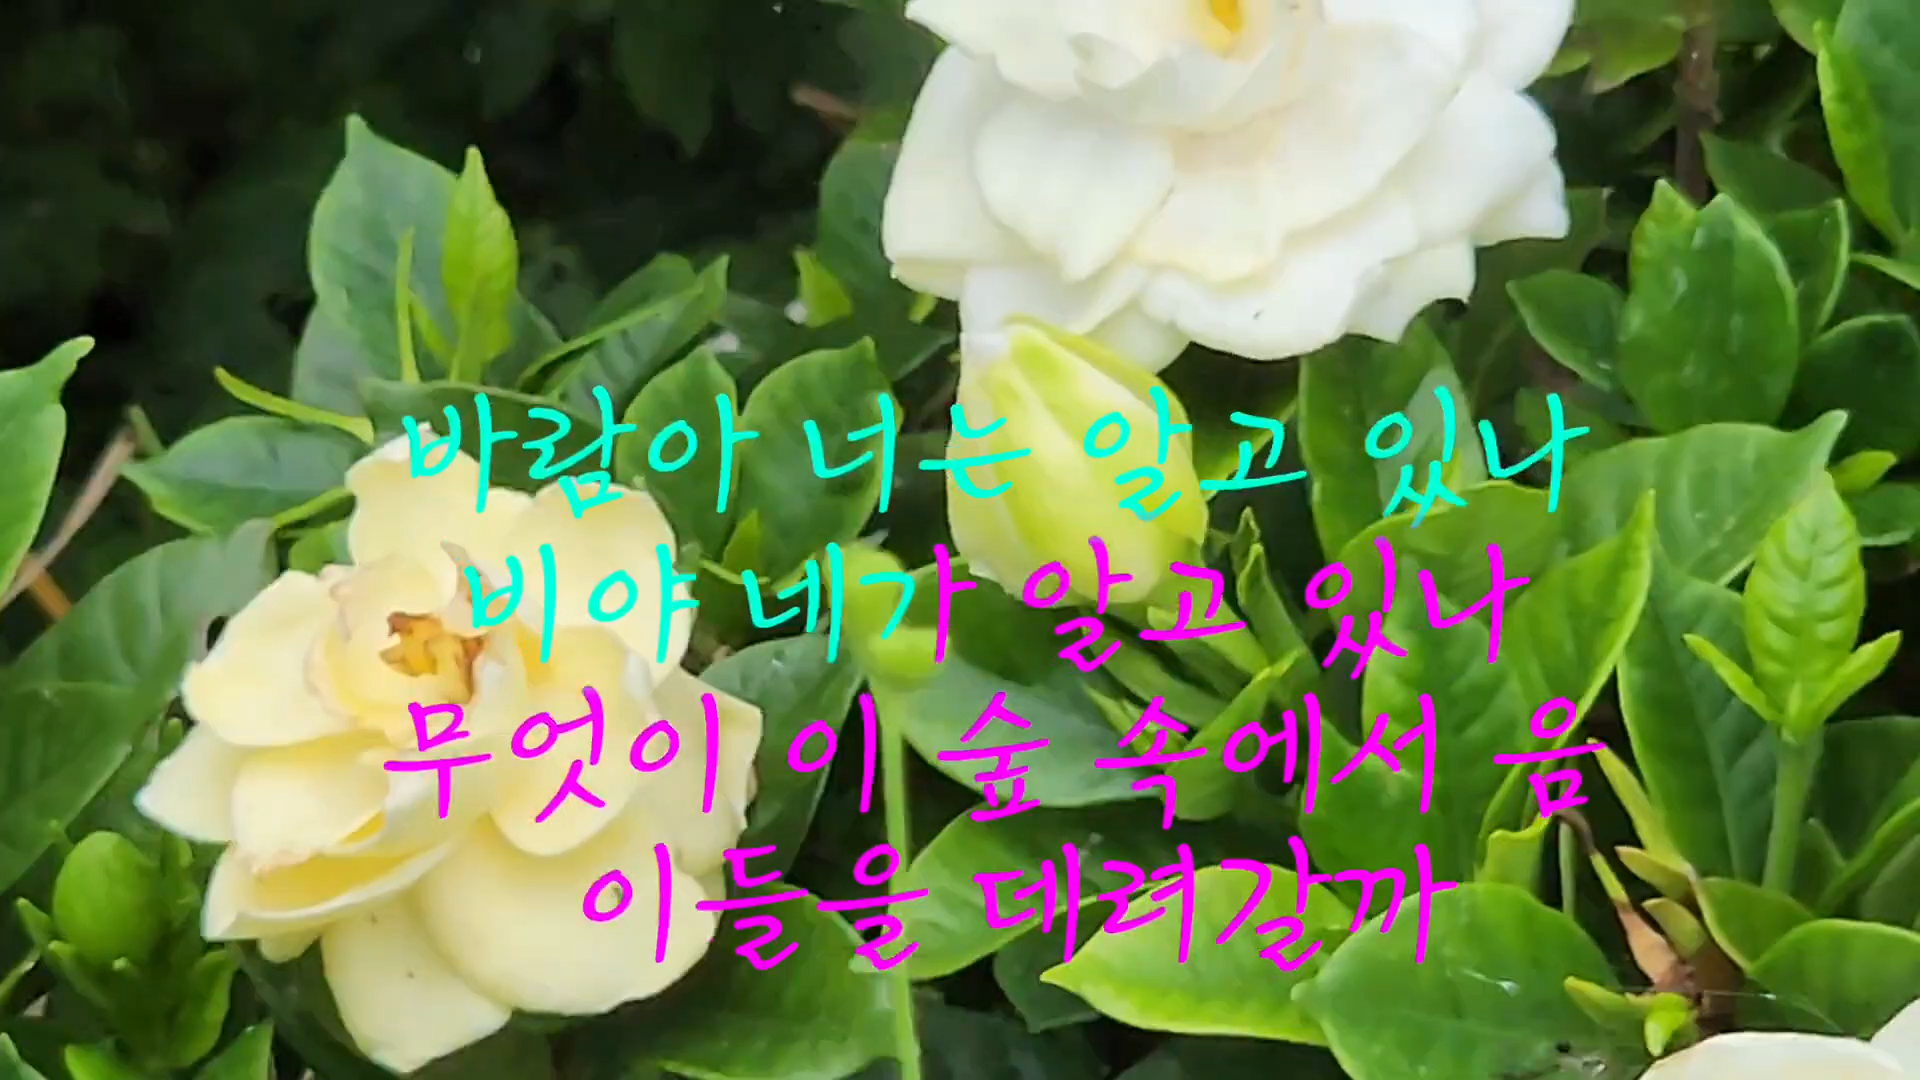 바람아 너는 알고 있나
비야 네가 알고 있나
무엇이 이 숲 속에서 음
이들을 데려갈까